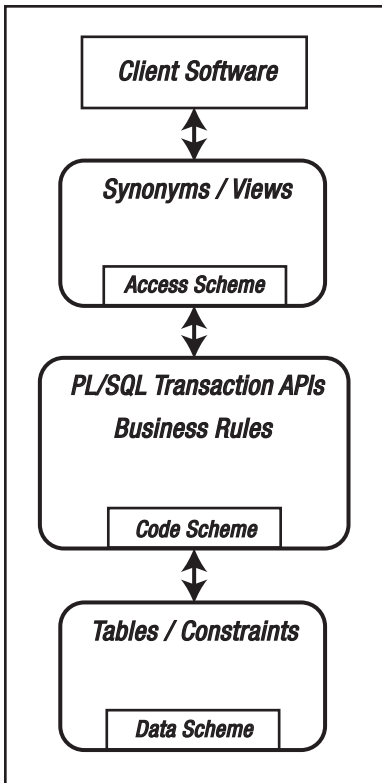 Client Software
Synonyms / Views
Access Scheme
PL/SQL Transaction APIs
Business Rules
Code Scheme
Tables / Constraints
Data Scheme